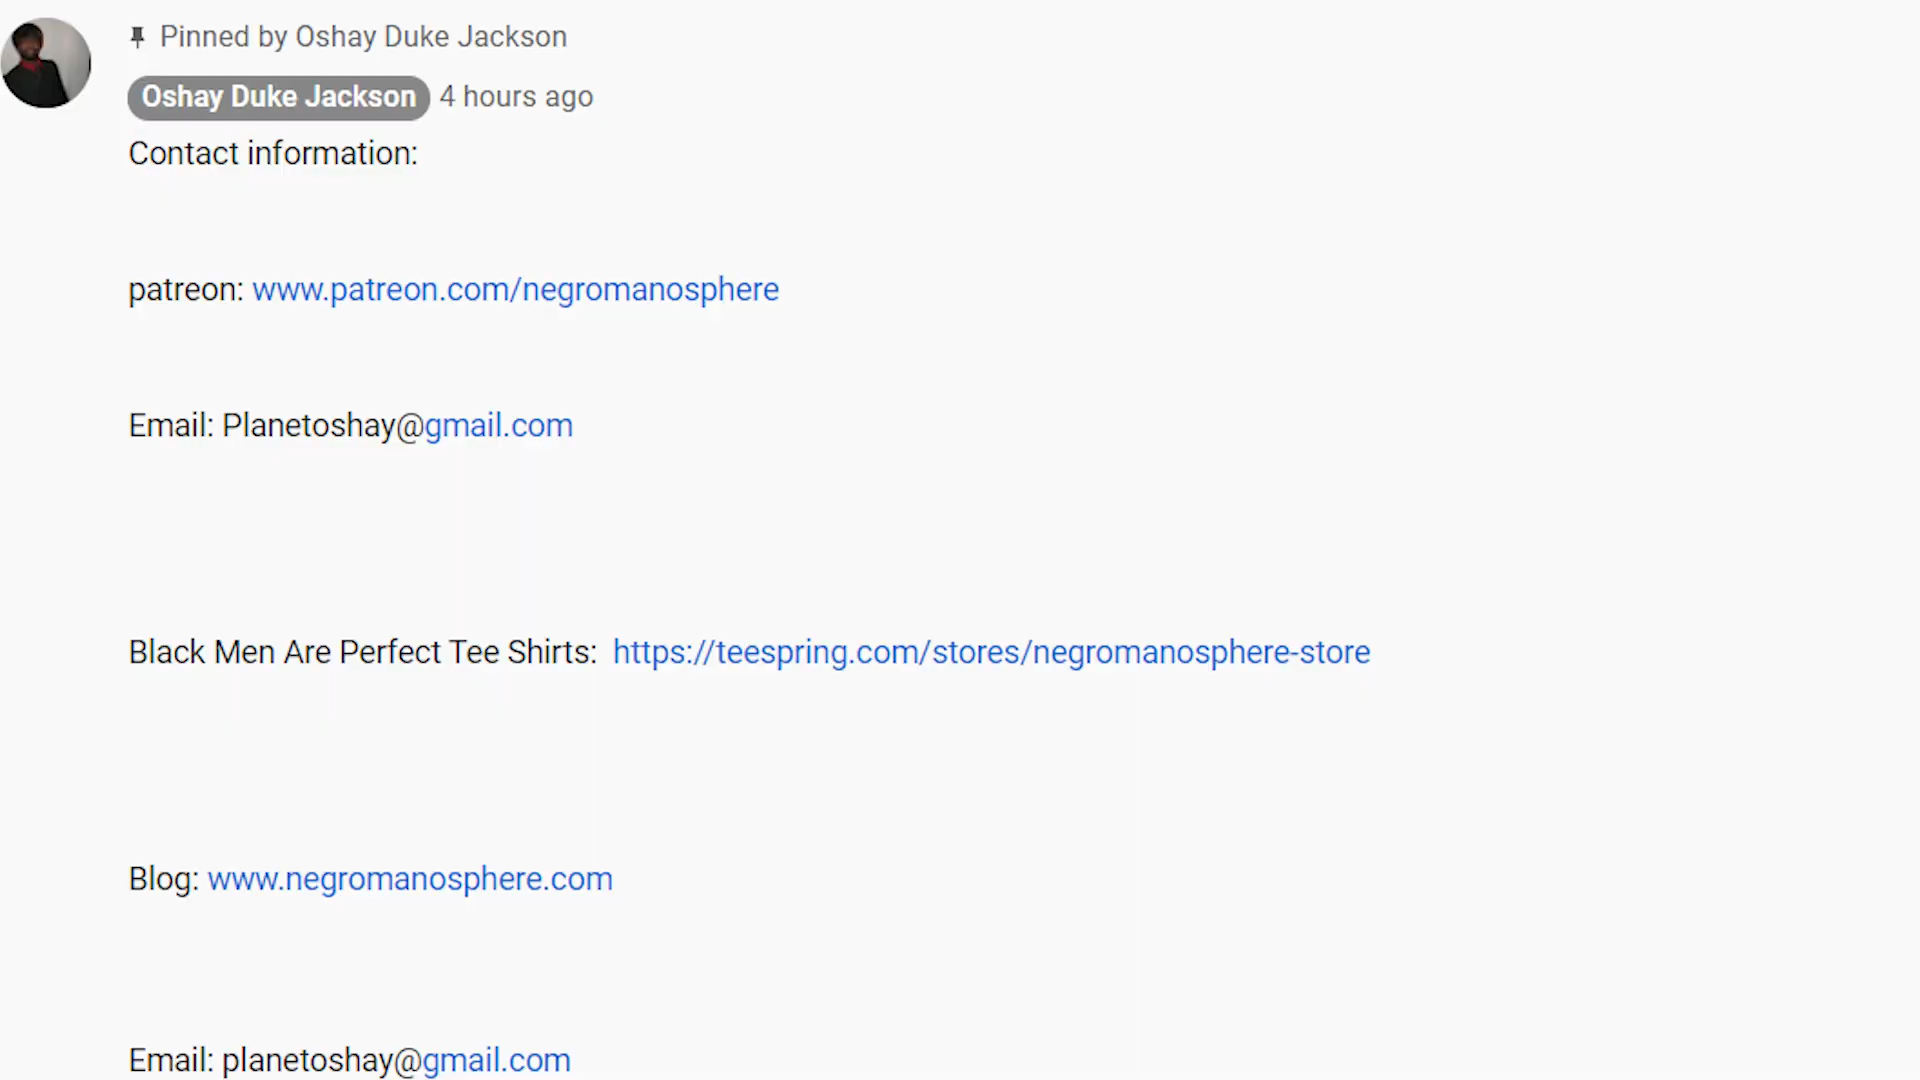 Pinned by Oshay Duke Jackson
Oshay Duke Jackson 4 hours ago
Contact information:
patreon: www.patreon.com/negromanosphere
Email: Planetoshay@gmail.com
Black Men Are Perfect Tee Shirts: https://teespring.com/stores/negromanosphere-store
Blog: www.negromanosphere.com
Email: planetoshay@gmail.com